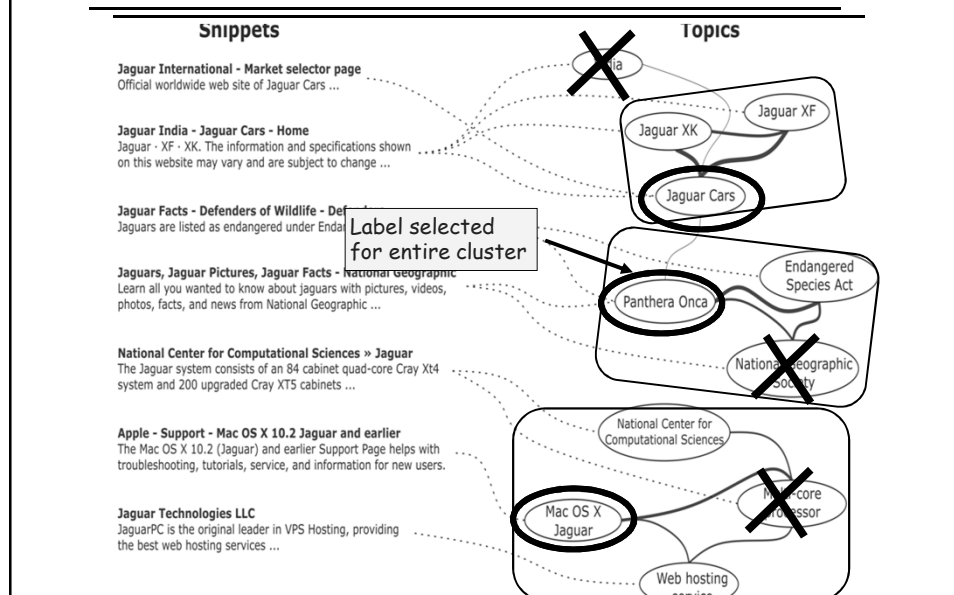 Snippets
Topics
Jaguar International - Market selector page
Official worldwide web site of Jaguar Cars ...
Jaguar India - Jaguar Cars - Home
Jaguar · XF · XK. The information and specifications shown
on this website may vary and are subject to change ...
Jaguar Facts - Defenders of Wildlife -
Jaguars are listed as endangered under
Jaguars, Jaguar Pictures, Jaguar Facts - National Geographic
Learn all you wanted to know about jaguars with pictures, videos,
photos, facts, and news from National Geographic ...
National Center for Computational Sciences » Jaguar
The Jaguar system consists of an 84 cabinet quad-core Cray Xt4
system and 200 upgraded Cray XT5 cabinets ...
Apple - Support - Mac OS X 10.2 Jaguar and earlier
The Mac OS X 10.2 (Jaguar) and earlier Support Page helps with
troubleshooting, tutorials, service, and information for new users.
Jaguar Technologies LLC
JaguarPC is the original leader in VPS Hosting, providing
the best web hosting services ...
Label selected
for entire cluster
Jaguar XF
Jaguar XK
Jaguar Cars
Endangered
Species Act
Panthera Onca
National Geographic
Society
National Center for
Computational Sciences
Mac OS X
Jaguar
Web hosting